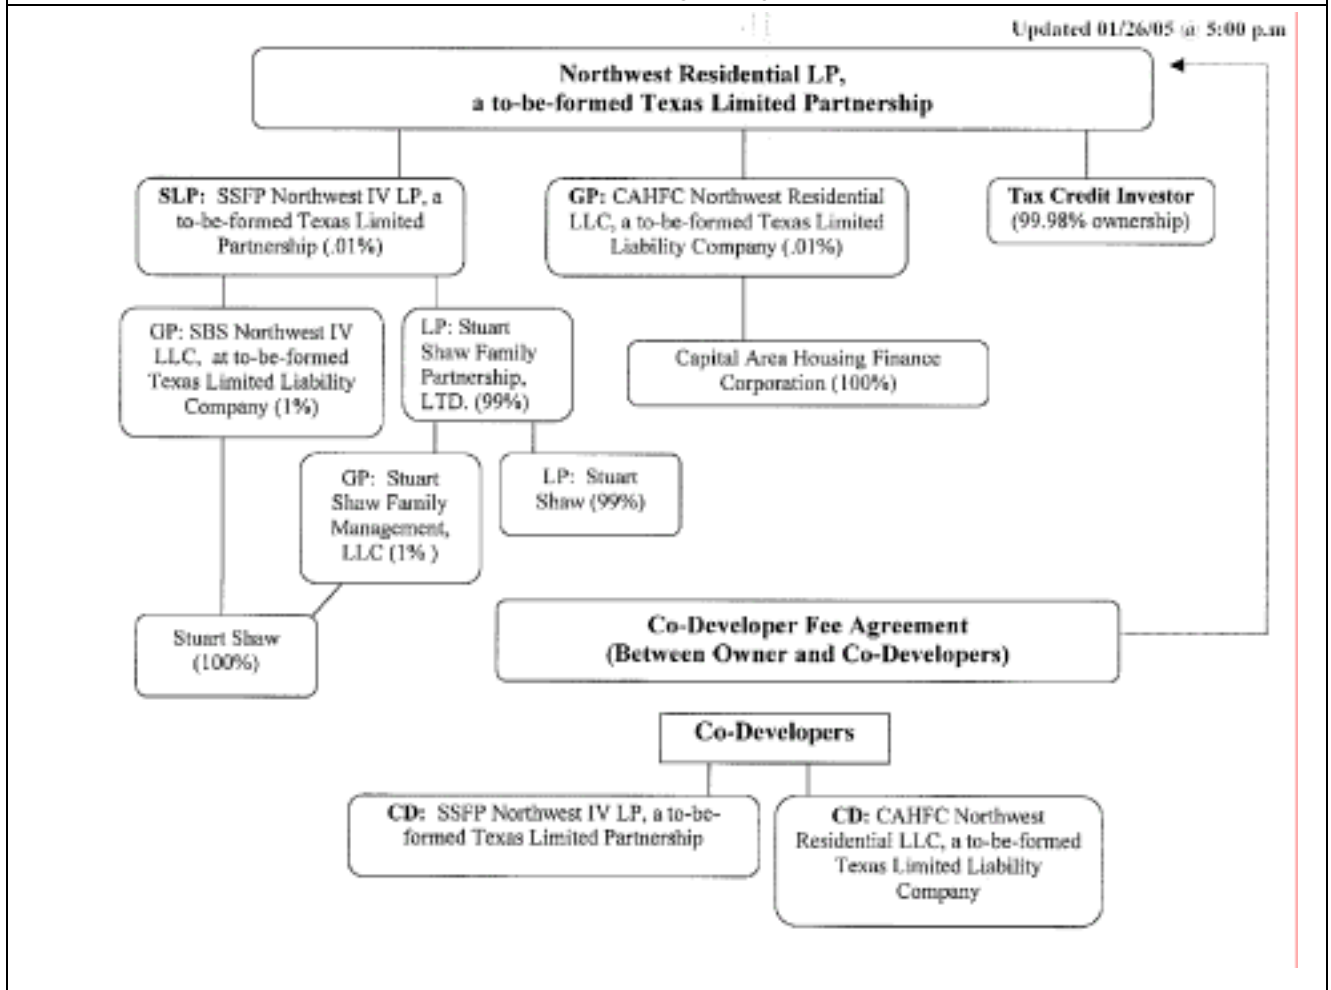 Updated 01/26/05 @ 5:00 p.m
Northwest Residential LP,
a to-be-formed Texas Limited Partnership
SLP: SSFP Northwest IV LP, a
to-be-formed Texas Limited
Partnership (.01%)
GP: CAHFC Northwest Residential
LLC, a to-be-formed Texas Limited
Liability Company (.01%)
Tax Credit Investor
(99.98% ownership)
GP: SBS Northwest IV
LLC, at to-be-formed
Texas Limited Liability
Company (1%)
LP: Stuart
Shaw Family
Partnership,
LTD. (99%)
Capital Area Housing Finance
Corporation (100%)
GP: Stuart
Shaw Family
Management,
LLC (1% )
LP: Stuart
Shaw (99%)
Stuart Shaw
(100%)
Co-Developer Fee Agreement
(Between Owner and Co-Developers)
Co-Developers
CD: SSFP Northwest IV LP, a to-be-
formed Texas Limited Partnership
CD: CAHFC Northwest
Residential LLC, a to-be-formed
Texas Limited Liability
Company